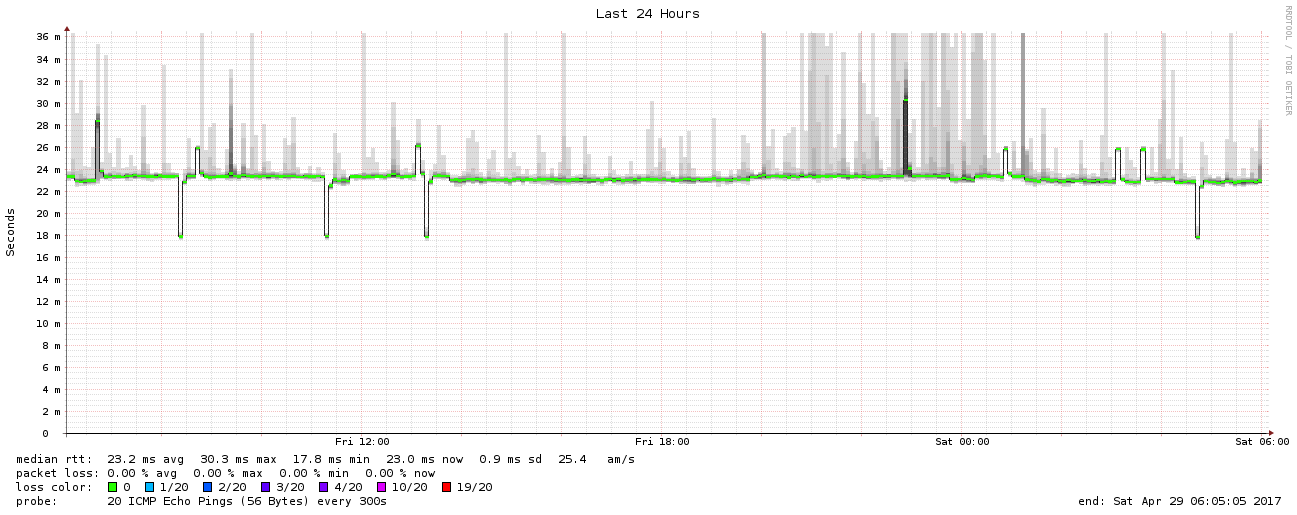 Last 24 Hours
RRDTOOL / TOBI OETIKER
36 m
34 m
32 m
30 m
28 m
26 m
24 m
22 m
20 m
18 m
16 m
14 m
12 m
10 m
8 m
6 m
4 m
2 m
0
Seconds
Fri 12:00 Fri 18:00 Sat 00:00 Sat 06:00
median rtt: 23.2 ms avg 30.3 ms max 17.8 ms min 23.0 ms now 0.9 ms sd 25.4 am/s
packet loss: 0.00 % avg 0.00 % max 0.00 % min 0.00 % now
loss color: 0 1/20 2/20 3/20 4/20 10/20 19/20
probe: 20 ICMP Echo Pings (56 Bytes) every 300s end: Sat Apr 29 06:05:05 2017